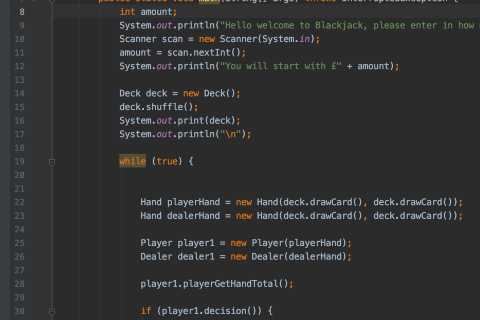 8 int amount;
9 System.out.println("Hello welcome to Blackjack, please enter in how
10 Scanner scan = new Scanner(System.in);
11 amount = scan.nextInt();
12 System.out.println("You will start with £" + amount);
13
14 Deck deck = new Deck();
15 deck.shuffle();
16 System.out.print(deck);
17 System.out.println("\n");
18
19 while (true) {
20
21
22 Hand playerHand = new Hand(deck.drawCard(), deck.drawCard());
23 Hand dealerHand = new Hand(deck.drawCard(), deck.drawCard());
24
25 Player player1 = new Player(playerHand);
26 Dealer dealer1 = new Dealer(dealerHand);
27
28 player1.playerGetHandTotal();
29
30 if (player1.decision()) {